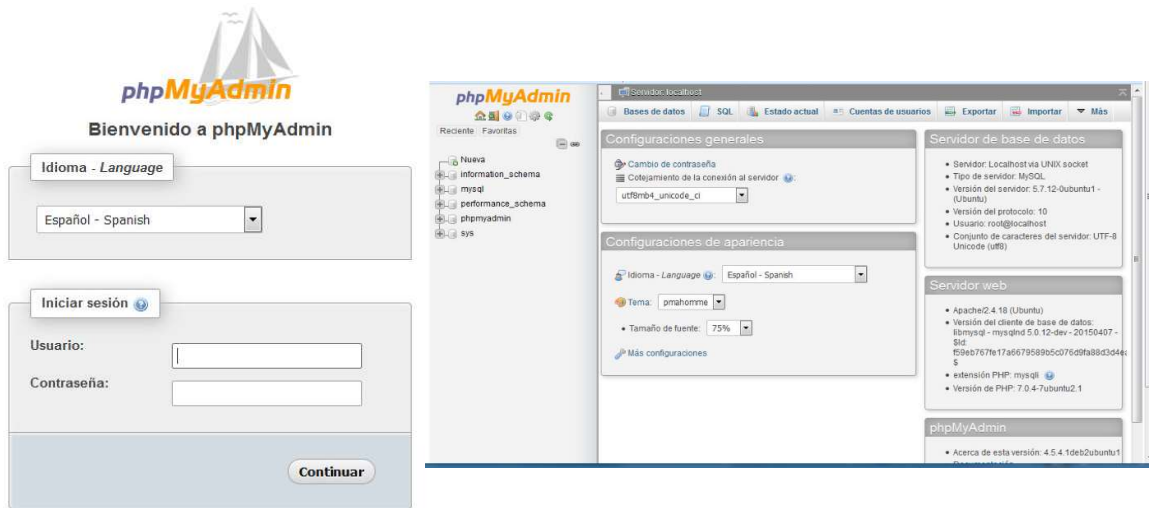 phpMyAdmin
Bienvenido a phpMyAdmin
Idioma - Language
Español - Spanish
Iniciar sesión
Usuario:
Contraseña:
Continuar
phpMyAdmin
Reciente Favoritas
Nueva
information_schema
mysql
performance_schema
phpmyadmin
sys
Servidor: localhost
Bases de datos SQL Estado actual Cuentas de usuarios Exportar Importar Más
Configuraciones generales
Cambio de contraseña
Cotejamiento de la conexión al servidor :
utf8mb4_unicode_ci
Configuraciones de apariencia
Idioma - Language : Español - Spanish
Tema: pmahomme
• Tamaño de fuente: 75%
Más configuraciones
Servidor de base de datos
• Servidor: Localhost via UNIX socket
• Tipo de servidor: MySQL
• Versión del servidor: 5.7.12-0ubuntu1 -
(Ubuntu)
• Versión del protocolo: 10
• Usuario: root@localhost
• Conjunto de caracteres del servidor: UTF-8
Unicode (utf8)
Servidor web
• Apache/2.4.18 (Ubuntu)
• Versión del cliente de base de datos:
libmysql - mysqlnd 5.0.12-dev - 20150407 -
$Id:
f59eb767fe17a6679589b5c076d9fa88d3d4ea
$
• extensión PHP: mysqli
• Versión de PHP: 7.0.4-7ubuntu2.1
phpMyAdmin
• Acerca de esta versión: 4.5.4.1deb2ubuntu1